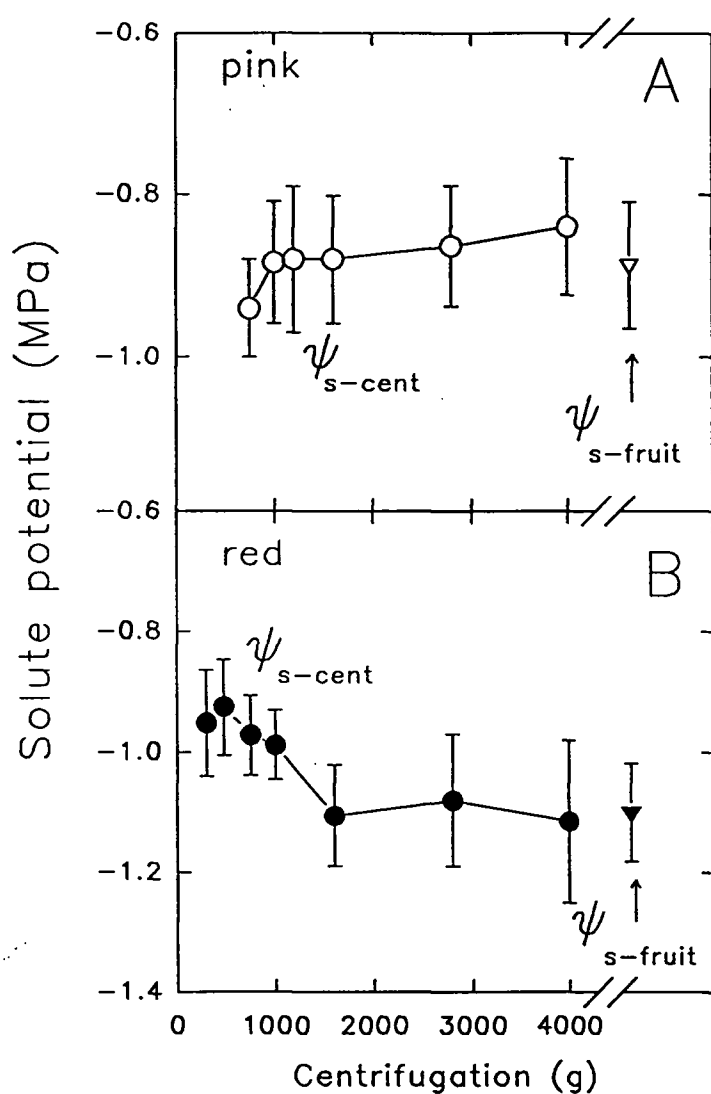 −0.6
pink
A
−0.8
−1.0
ψ s−cent
ψ s−fruit
−0.6
red
B
−0.8
ψ s−cent
−1.0
−1.2
ψ s−fruit
−1.4
0 1000 2000 3000 4000
Centrifugation (g)
Solute potential (MPa)